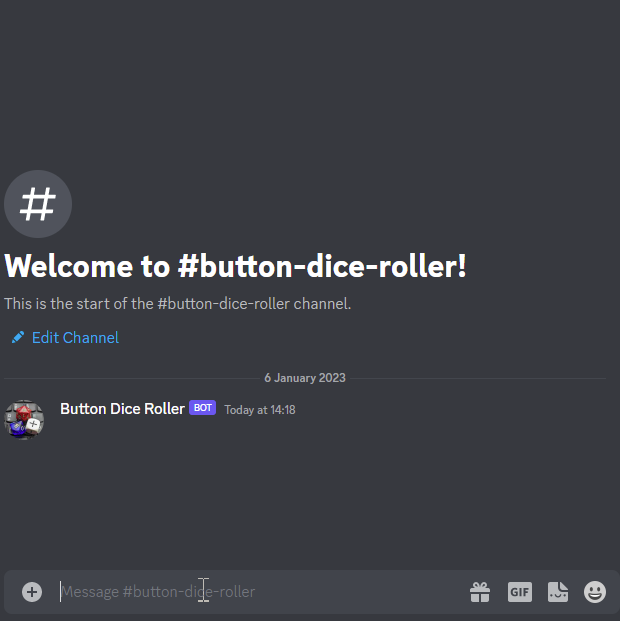 Welcome to #button-dice-roller!
This is the start of the #button-dice-roller channel.
Edit Channel
6 January 2023
Button Dice Roller BOT Today at 14:18
Message #button-dice-roller GIF